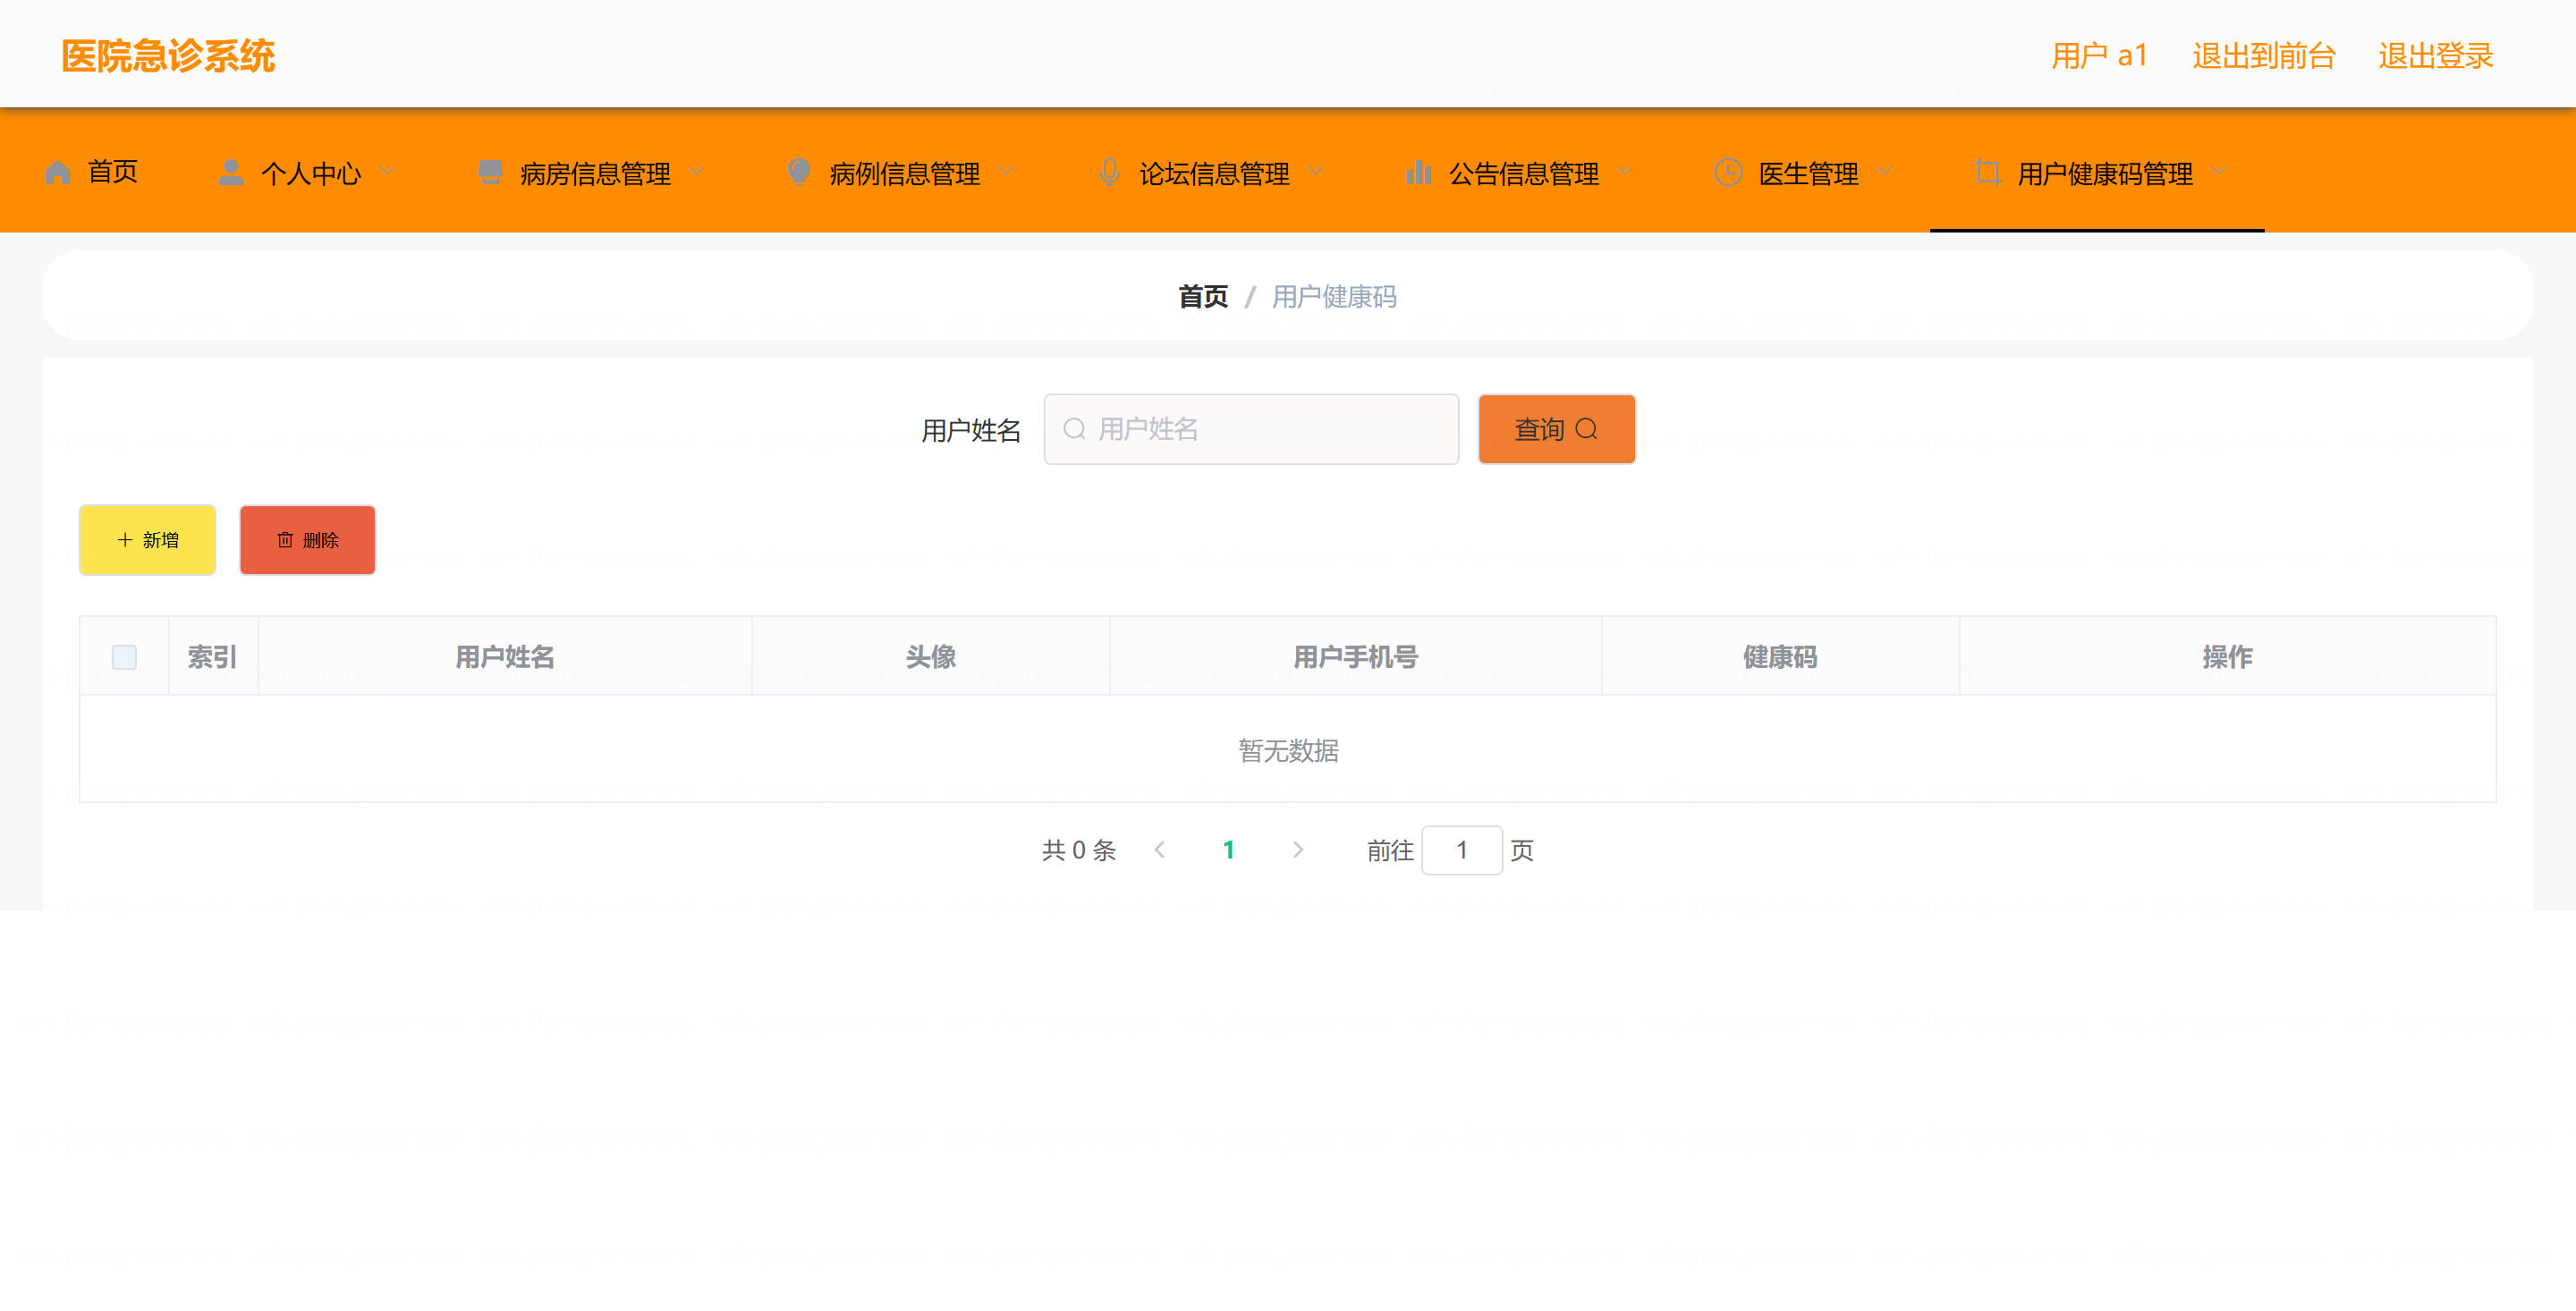 医院急诊系统 用户 a1 退出到前台 退出登录
首页 个人中心 病房信息管理 病例信息管理 论坛信息管理 公告信息管理 医生管理 用户健康码管理
首页 / 用户健康码
用户姓名 用户姓名 查询
新增 删除
索引 用户姓名 头像 用户手机号 健康码 操作
暂无数据
共 0 条 1 前往 1 页